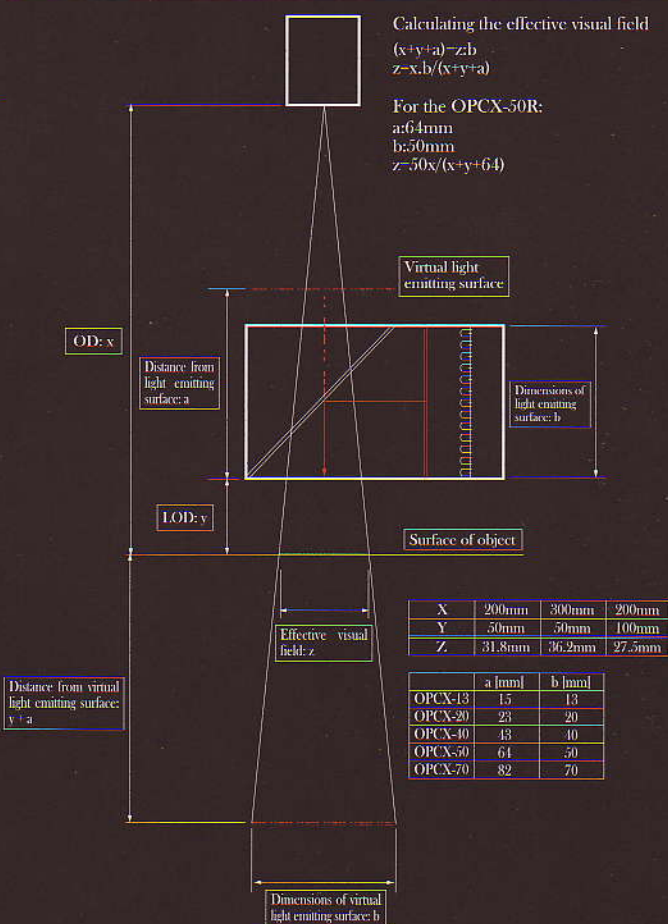 Calculating the effective visual field
(x+y+a)=z:b
z=x.b/(x+y+a)
For the OPCX-50R:
a:64mm
b:50mm
z=50x/(x+y+64)
Virtual light
emitting surface
OD: x
Distance from
light emitting
surface: a
Dimensions of
light emitting
surface: b
LOD: y
Surface of object
Effective visual
field: z
X 200mm 300mm 200mm
Y 50mm 50mm 100mm
Z 31.8mm 36.2mm 27.5mm
Distance from virtual
light emitting surface:
y + a
a [mm] b [mm]
OPCX-13 15 13
OPCX-20 23 20
OPCX-40 43 40
OPCX-50 64 50
OPCX-70 82 70
Dimensions of virtual
light emitting surface: b